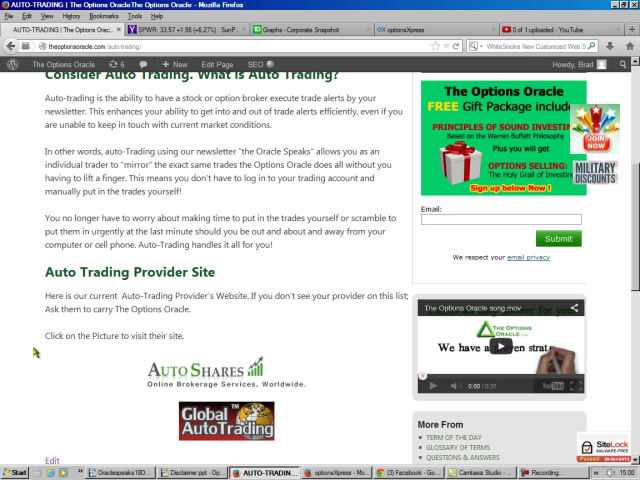 AUTO-TRADING | The Options OracleThe Options Oracle - Mozilla Firefox
File Edit View History Bookmarks Tools Help
AUTO-TRADING | The Options Orac...
SPWR: 33.57 +1.98 (+6.27%)
Graphs - Corporate Snapshot
optionsXpress
0 of 1 uploaded - YouTube
theoptionsoracle.com/auto-trading/
WhiteSmoke New Customized Web S
The Options Oracle 6 New Edit Page SEO Howdy, Brad
Consider Auto Trading. What is Auto Trading?
Auto-trading is the ability to have a stock or option broker execute trade alerts by your
newsletter. This enhances your ability to get into and out of trade alerts efficiently, even if you
are unable to keep in touch with current market conditions.
In other words, auto-Trading using our newsletter "the Oracle Speaks" allows you as an
individual trader to "mirror" the exact same trades the Options Oracle does all without you
having to lift a finger. This means you don't have to log in to your trading account and
manually put in the trades yourself!
You no longer have to worry about making time to put in the trades yourself or scramble to
put them in urgently at the last minute should you be out and about and away from your
computer or cell phone. Auto-Trading handles it all for you!
Auto Trading Provider Site
Here is our current Auto-Trading Provider's Website. If you don't see your provider on this list;
Ask them to carry The Options Oracle.
Click on the Picture to visit their site.
AUTO SHARES
Online Brokerage Services, Worldwide.
Global
AutoTrading
Edit
The Options Oracle
FREE Gift Package include
PRINCIPLES OF SOUND INVESTIN
Based on the Warren Buffett Philosophy
Plus you will get
OPTIONS SELLING:
The Holy Grail of Investing
Sign up below Now !
JOIN
NOW
MILITARY
DISCOUNTS
Email:
Submit
We respect your email privacy
The Options Oracle song.mov
THE OPTIONS
ORACLE
We have a proven strat
0:00 / 0:37
YouTube
More From
TERM OF THE DAY
GLOSSARY OF TERMS
QUESTIONS & ANSWERS
SiteLock
MALWARE-FREE
Passed 28-Oct-2013
Start
Oraclespeaks18O...
Disclaimer.ppt - Op...
AUTO-TRADIN...
optionsXpress - Mo...
(3) Facebook - Go...
Camtasia Studio - ...
Recording...
15:00